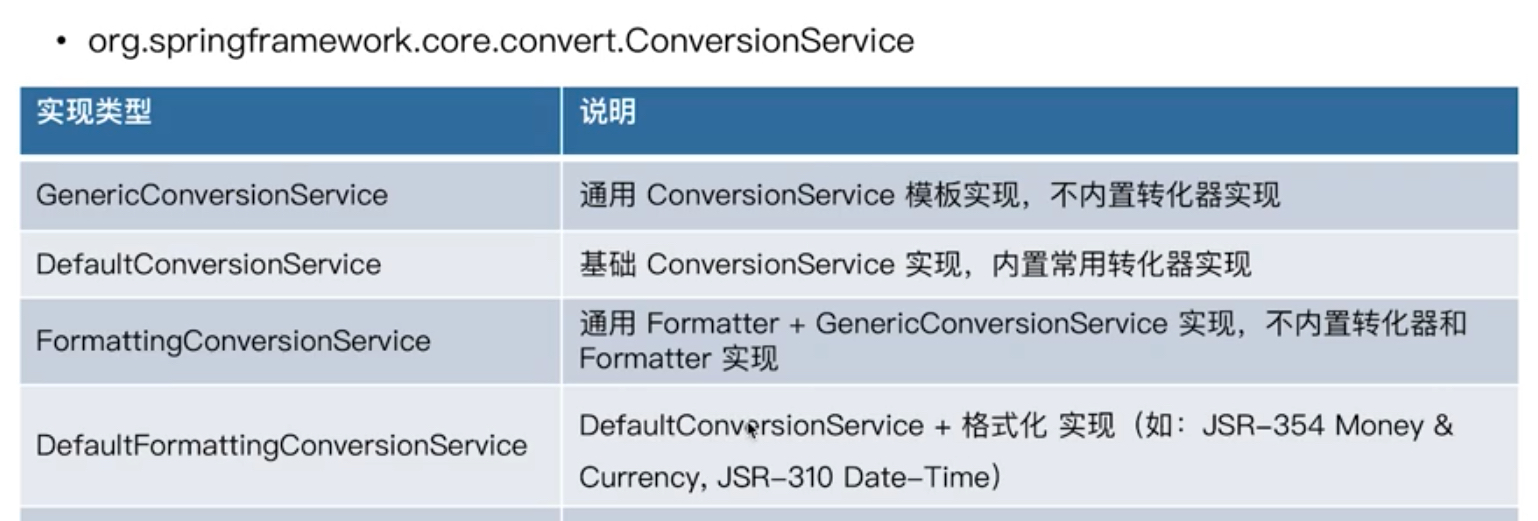 • org.springframework.core.convert.ConversionService
实现类型
说明
GenericConversionService
通用 ConversionService 模板实现，不内置转化器实现
DefaultConversionService
基础 ConversionService 实现，内置常用转化器实现
FormattingConversionService
通用 Formatter + GenericConversionService 实现，不内置转化器和
Formatter 实现
DefaultFormattingConversionService
DefaultConversionService + 格式化 实现（如：JSR-354 Money &
Currency, JSR-310 Date-Time）